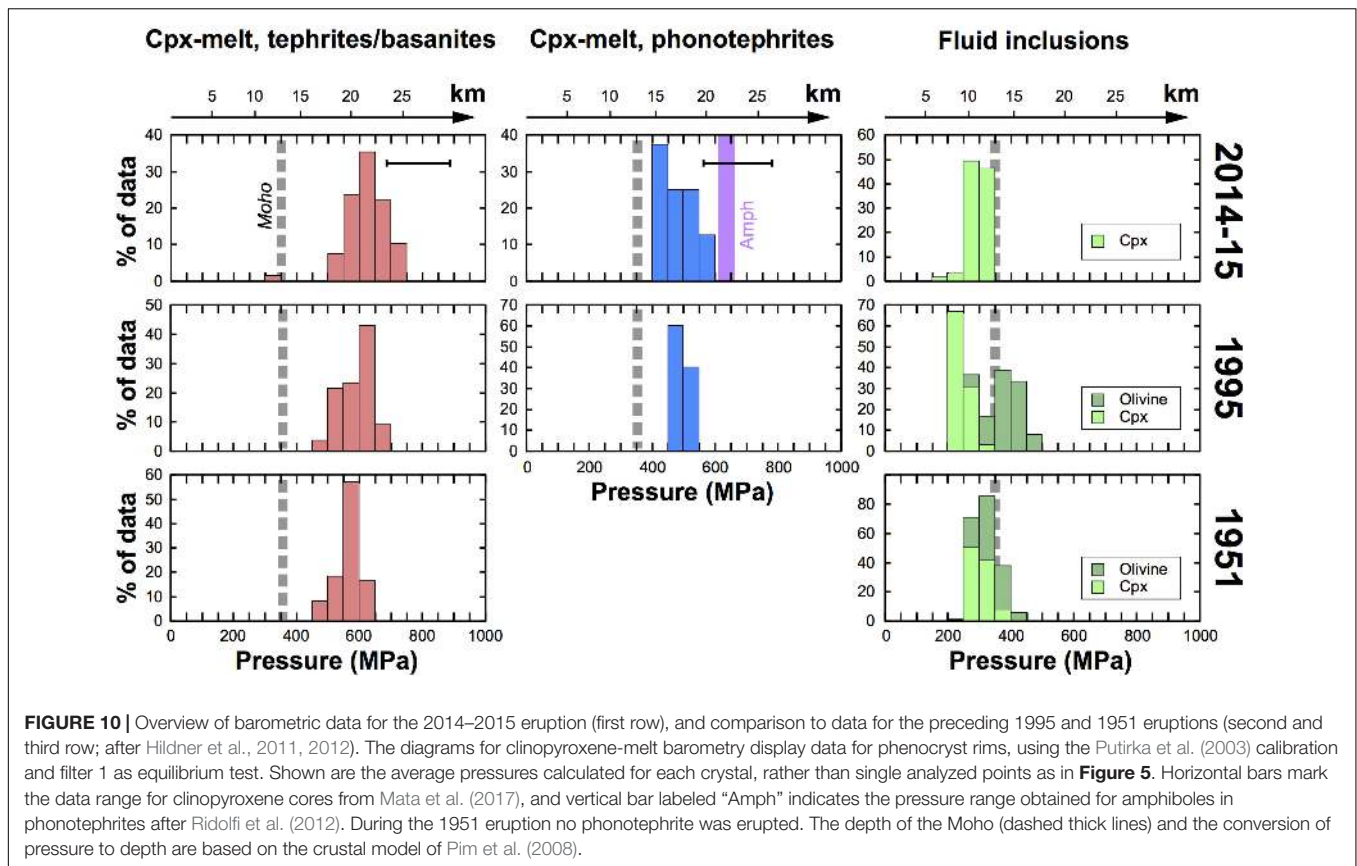 Cpx-melt, tephrites/basanites Cpx-melt, phonotephrites Fluid inclusions
5 10 15 20 25 km 5 10 15 20 25 km 5 10 15 20 25 km
% of data
40
30
20
10
0
Moho
40
30
20
10
0
Amph
60
50
40
30
20
10
0
Cpx
2014-15
% of data
50
40
30
20
10
0
70
60
50
40
30
20
10
0
0 200 400 600 800 1000
Pressure (MPa)
70
60
50
40
30
20
10
0
Olivine
Cpx
1995
% of data
60
50
40
30
20
10
0
0 200 400 600 800 1000
Pressure (MPa)
80
60
40
20
0
Olivine
Cpx
0 200 400 600 800 1000
Pressure (MPa)
1951
FIGURE 10 | Overview of barometric data for the 2014–2015 eruption (first row), and comparison to data for the preceding 1995 and 1951 eruptions (second and
third row; after Hildner et al., 2011, 2012). The diagrams for clinopyroxene-melt barometry display data for phenocryst rims, using the Putirka et al. (2003) calibration
and filter 1 as equilibrium test. Shown are the average pressures calculated for each crystal, rather than single analyzed points as in Figure 5. Horizontal bars mark
the data range for clinopyroxene cores from Mata et al. (2017), and vertical bar labeled “Amph” indicates the pressure range obtained for amphiboles in
phonotephrites after Ridolfi et al. (2012). During the 1951 eruption no phonotephrite was erupted. The depth of the Moho (dashed thick lines) and the conversion of
pressure to depth are based on the crustal model of Pim et al. (2008).